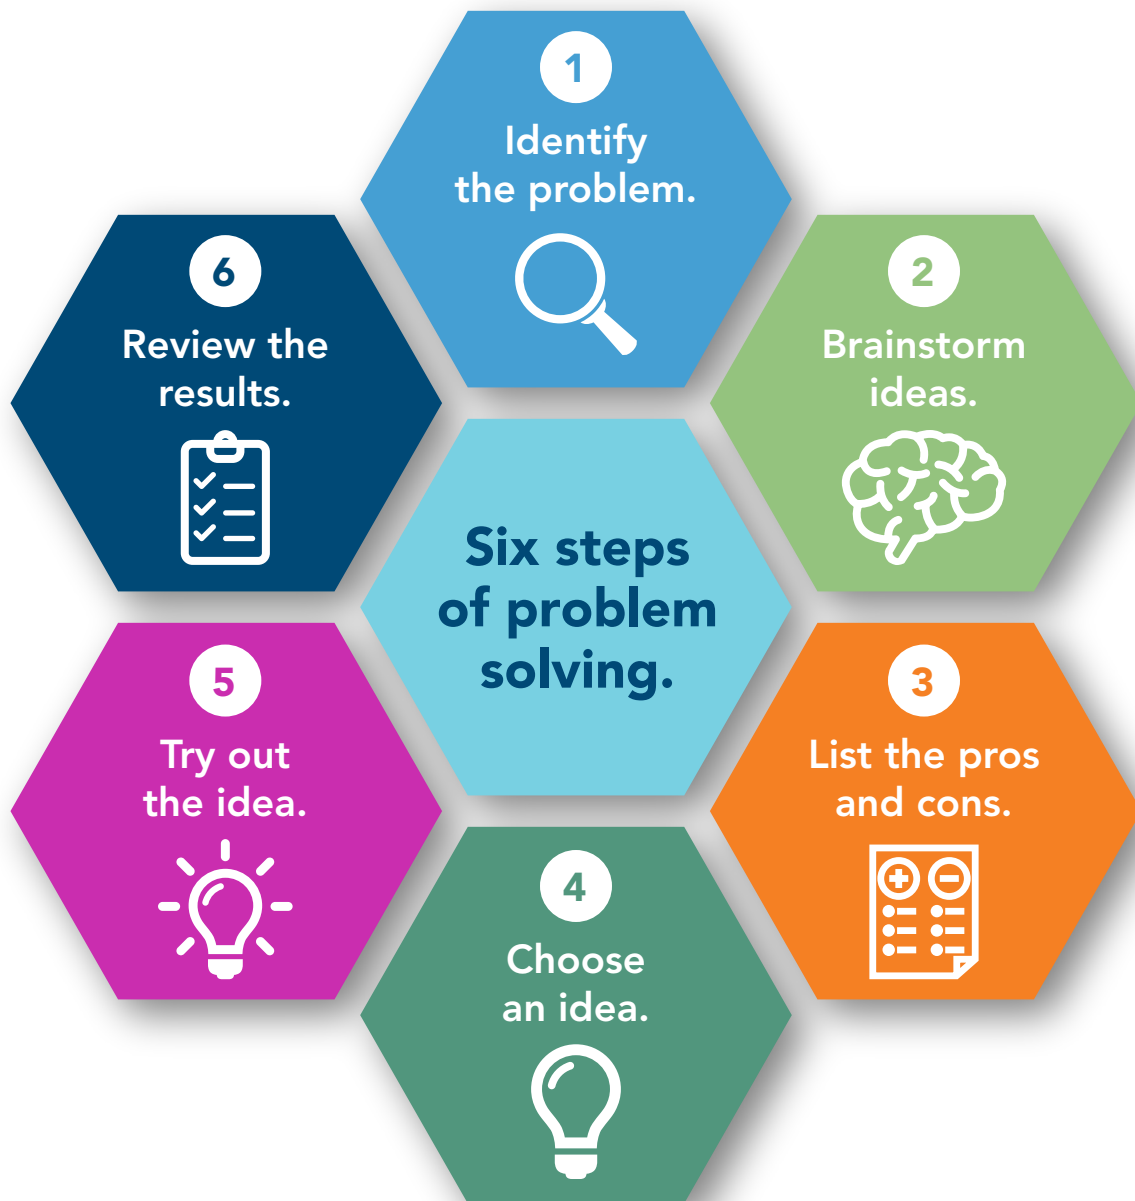 1
Identify
the problem.
2
Brainstorm
ideas.
3
List the pros
and cons.
4
Choose
an idea.
5
Try out
the idea.
6
Review the
results.
Six steps
of problem
solving.